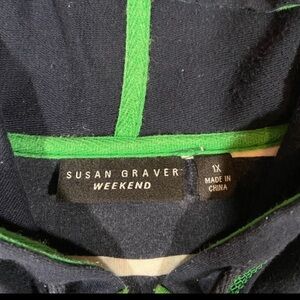 SUSAN GRAVER
WEEKEND
1X
MADE IN
CHINA